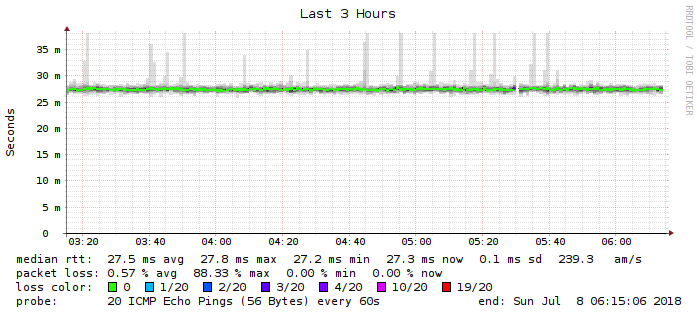 Last 3 Hours
RRDTOOL / TOBI OETIKER
Seconds
35 m
30 m
25 m
20 m
15 m
10 m
5 m
0
03:20 03:40 04:00 04:20 04:40 05:00 05:20 05:40 06:00
median rtt: 27.5 ms avg 27.8 ms max 27.2 ms min 27.3 ms now 0.1 ms sd 239.3 am/s
packet loss: 0.57 % avg 88.33 % max 0.00 % min 0.00 % now
loss color: 0 1/20 2/20 3/20 4/20 10/20 19/20
probe: 20 ICMP Echo Pings (56 Bytes) every 60s end: Sun Jul 8 06:15:06 2018